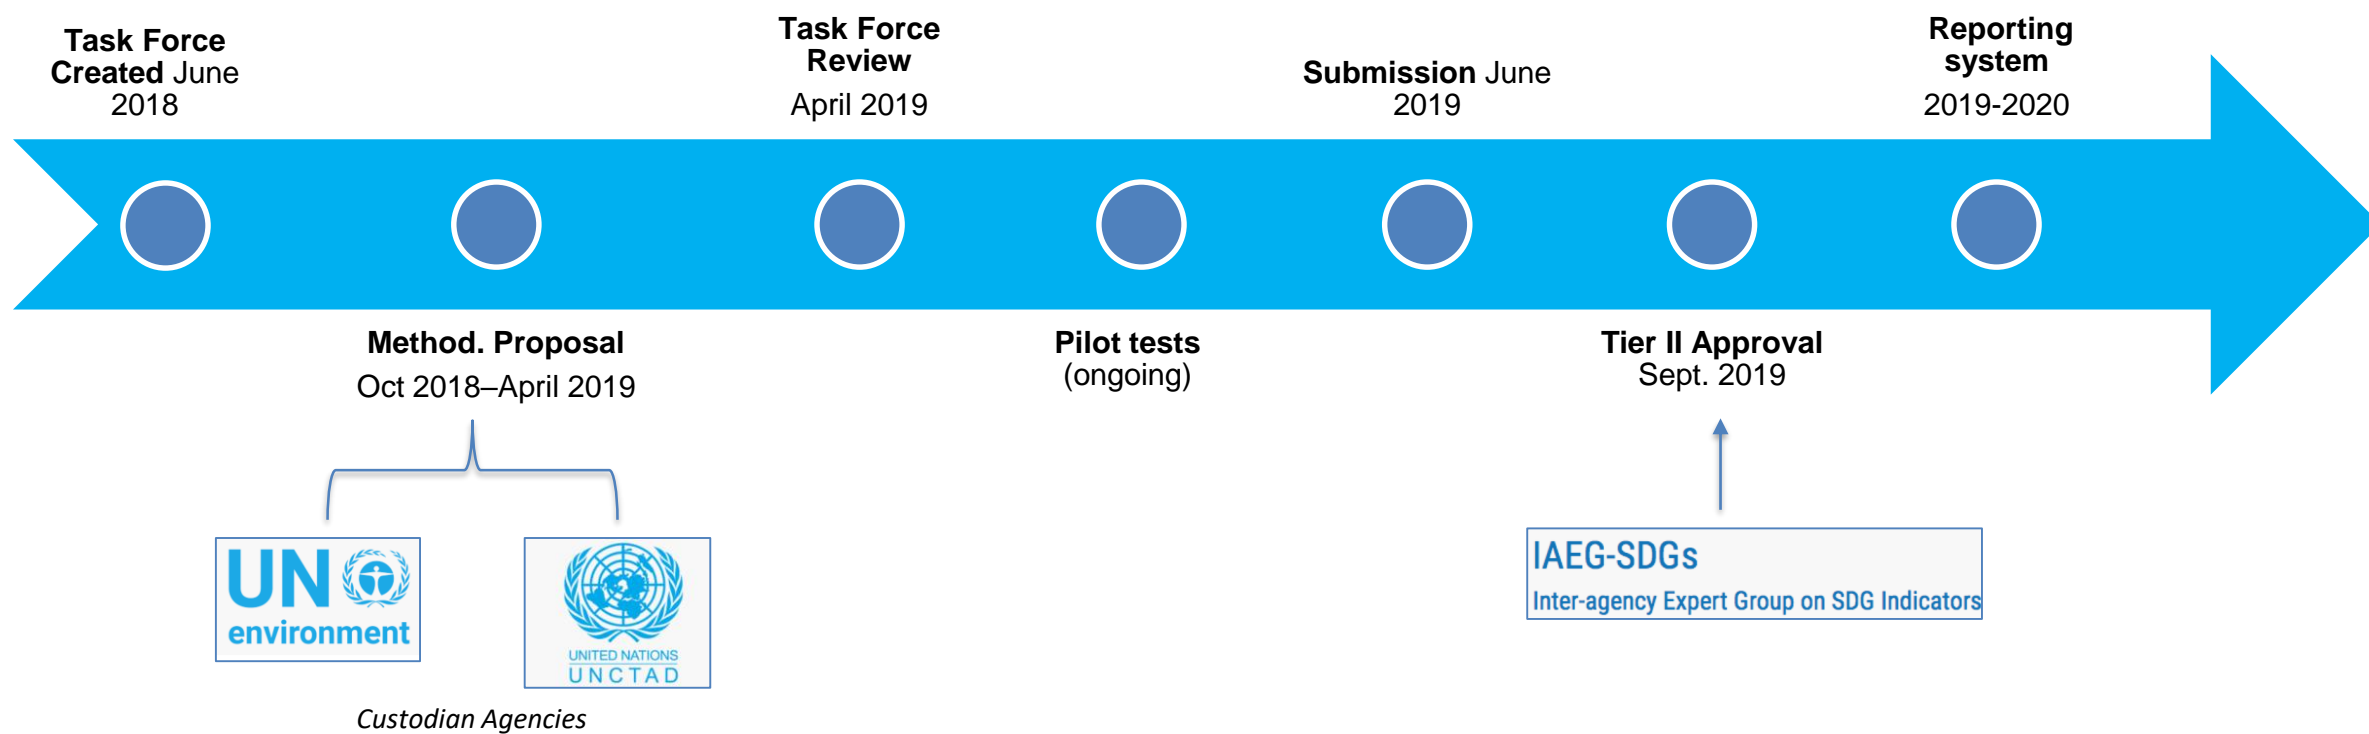 Task Force
Created June
2018
Task Force
Review
April 2019
Submission June
2019
Reporting
system
2019-2020
Method. Proposal
Oct 2018–April 2019
Pilot tests
(ongoing)
Tier II Approval
Sept. 2019
UN
environment
UNITED NATIONS
UNCTAD
IAEG-SDGs
Inter-agency Expert Group on SDG Indicators
Custodian Agencies